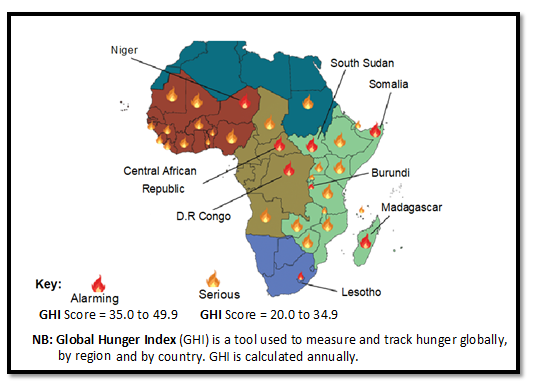 Niger
South Sudan
Somalia
Central African
Republic
Burundi
D.R Congo
Madagascar
Lesotho
Key:
Alarming
Serious
GHI Score = 35.0 to 49.9 GHI Score = 20.0 to 34.9
NB: Global Hunger Index (GHI) is a tool used to measure and track hunger globally,
by region and by country. GHI is calculated annually.